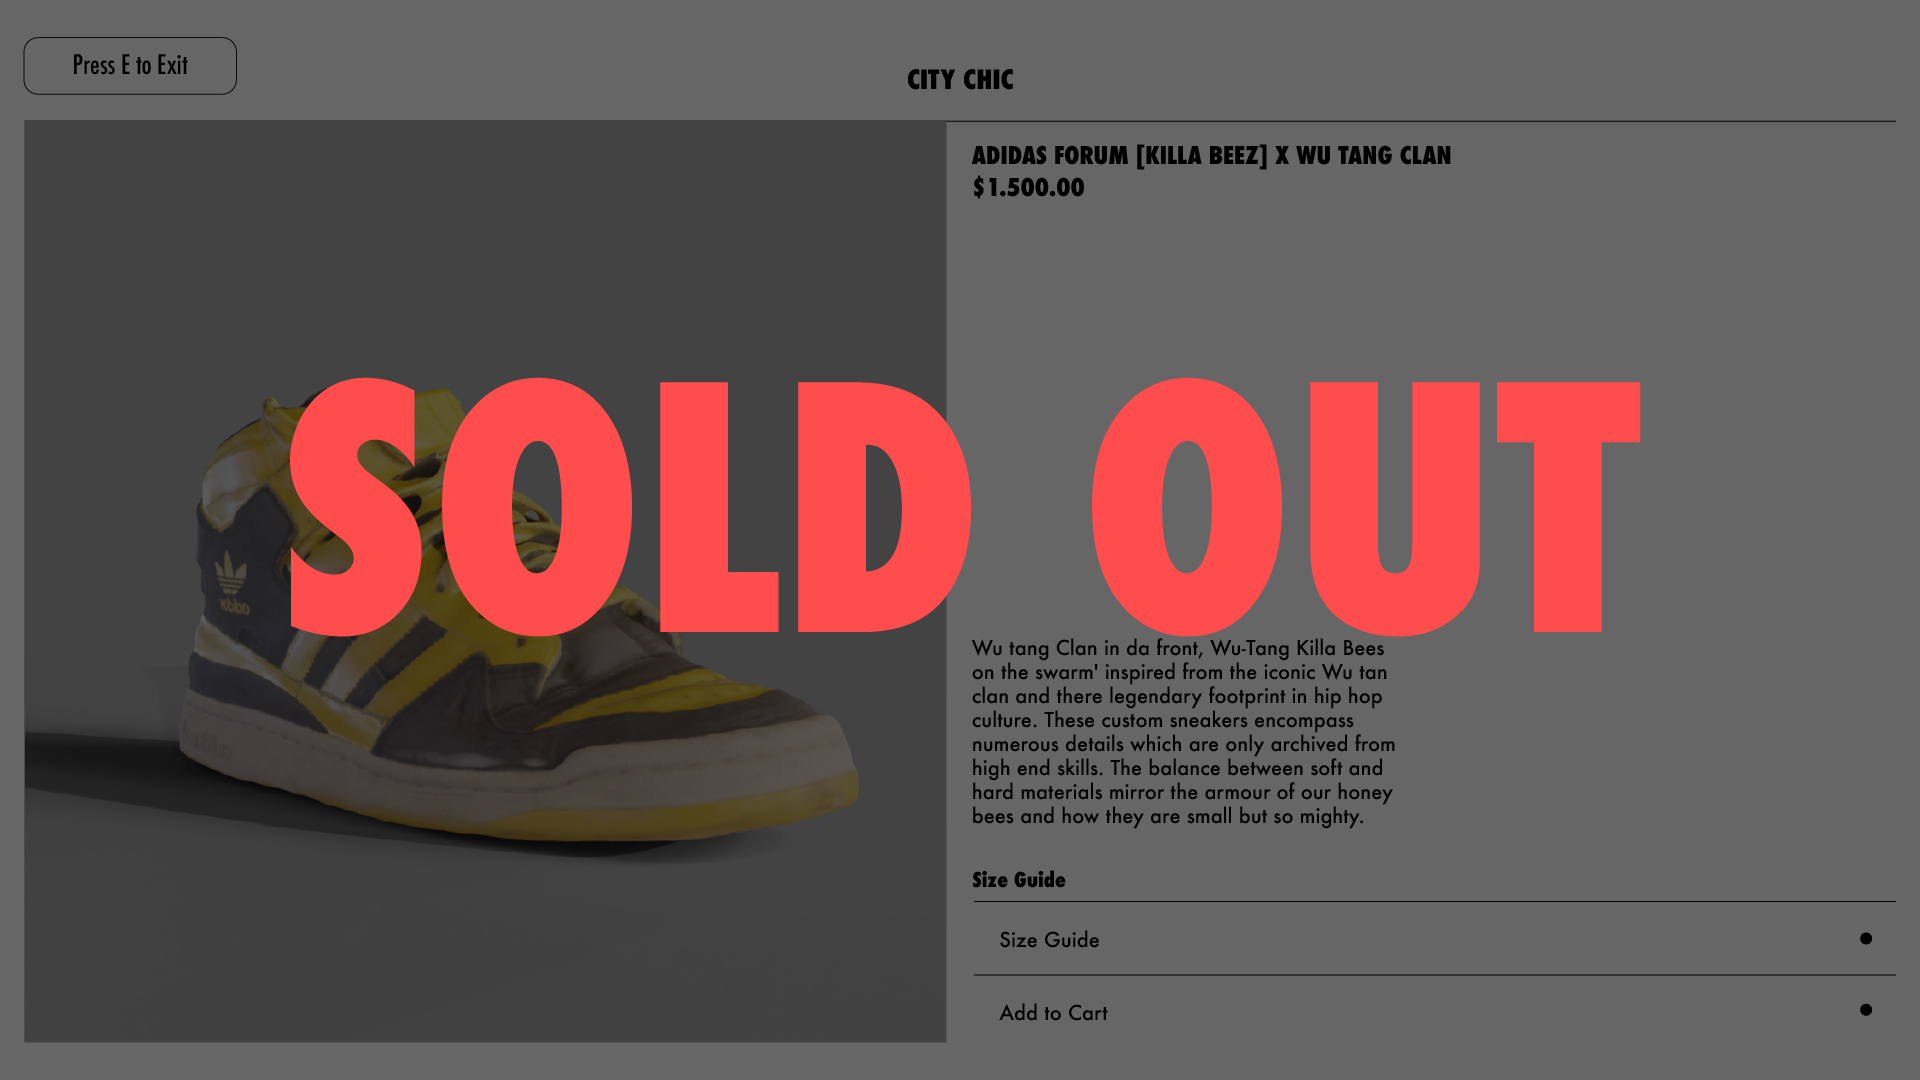 Press E to Exit
CITY CHIC
ADIDAS FORUM [KILLA BEEZ] X WU TANG CLAN
$1.500.00
SOLD OUT
Wu tang Clan in da front, Wu-Tang Killa Bees
on the swarm' inspired from the iconic Wu tan
clan and there legendary footprint in hip hop
culture. These custom sneakers encompass
numerous details which are only archived from
high end skills. The balance between soft and
hard materials mirror the armour of our honey
bees and how they are small but so mighty.
Size Guide
Size Guide
Add to Cart